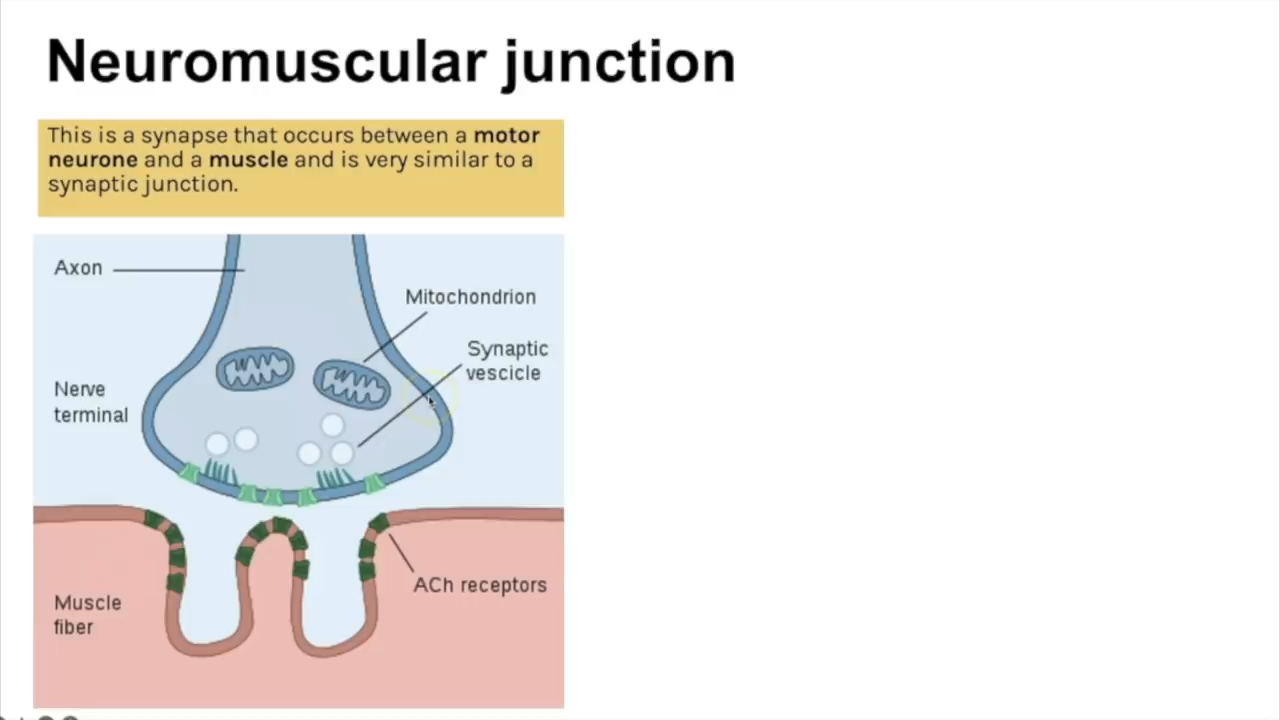 Neuromuscular junction
This is a synapse that occurs between a motor
neurone and a muscle and is very similar to a
synaptic junction.
Axon
Mitochondrion
Synaptic
vescicle
Nerve
terminal
ACh receptors
Muscle
fiber